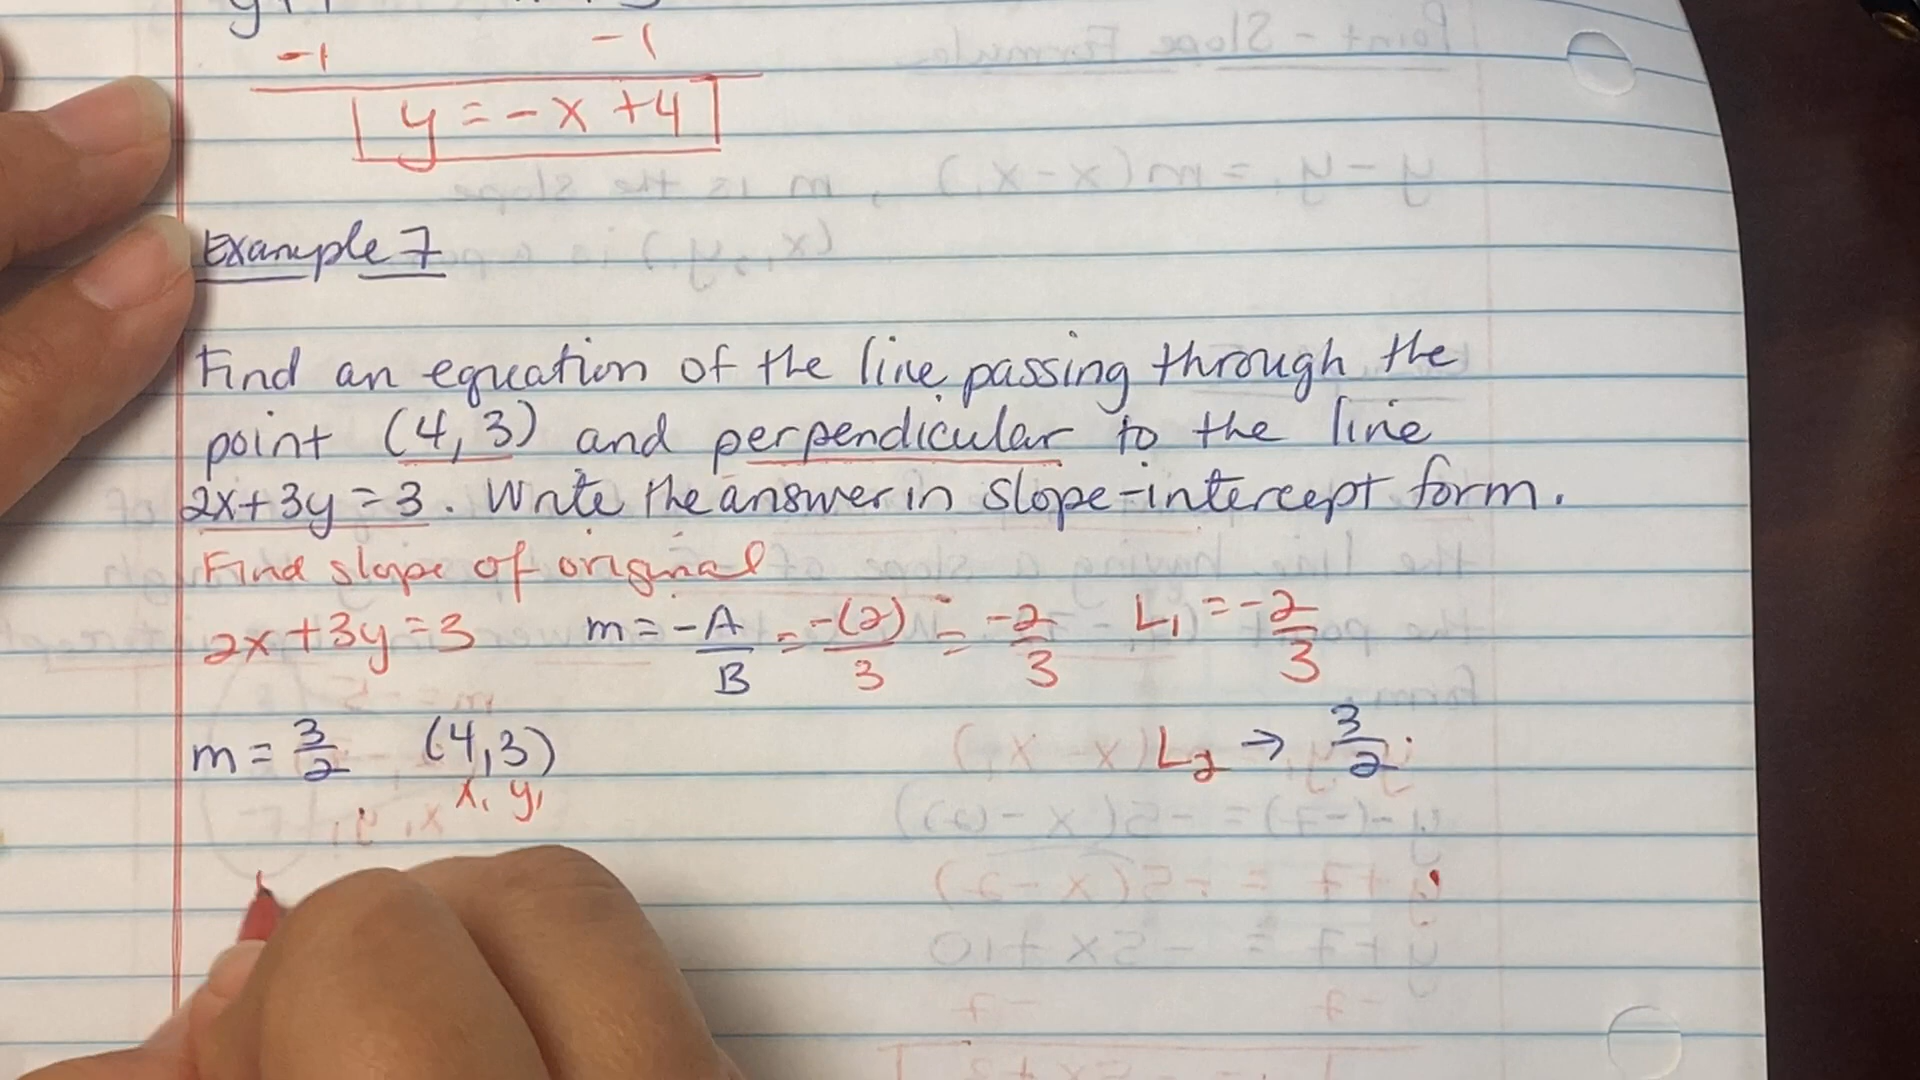 -1 -1
y = -x +4
Example 7
Find an equation of the line passing through the
point (4, 3) and perpendicular to the line
2x+3y=3. Write the answer in slope-intercept form.
Find slope of original
2x+3y=3 m = -A/B = -(2)/3 = -2/3 L₁ = -2/3
m = 3/2 (4,3) L₂ → 3/2
x₁ y₁